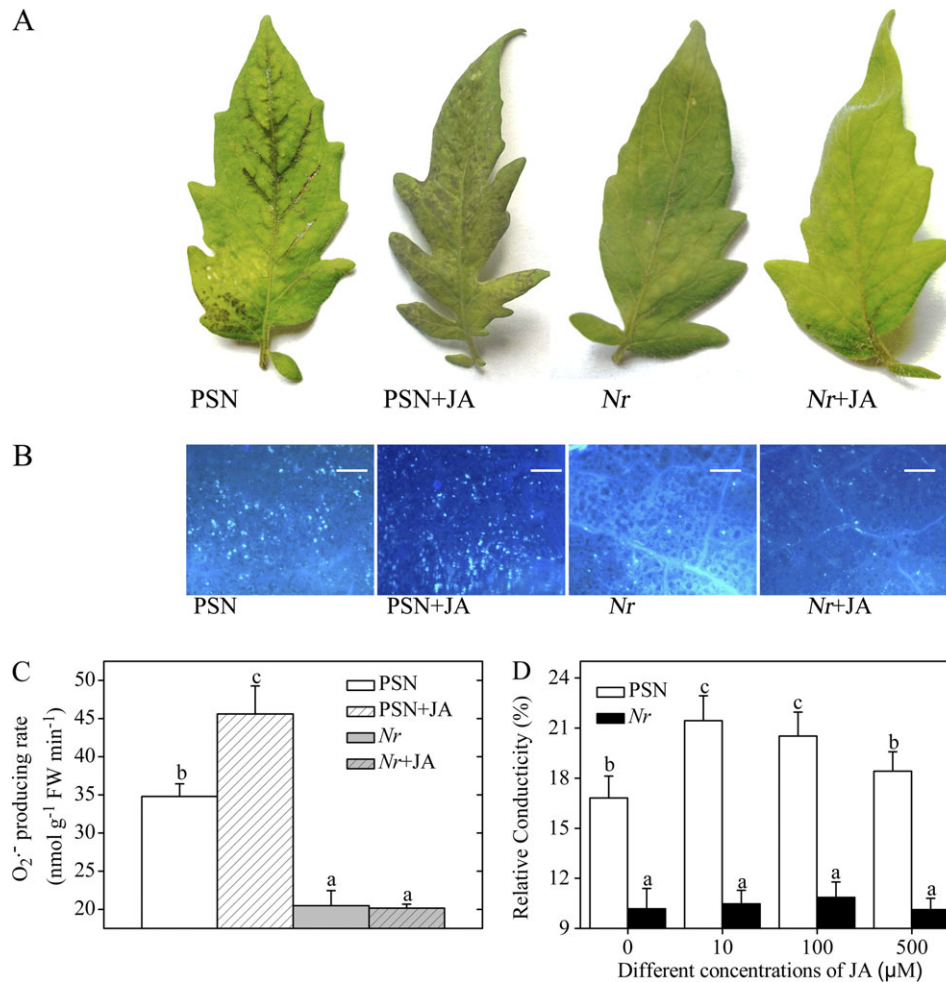 A
PSN
PSN+JA
Nr
Nr+JA
B
PSN
PSN+JA
Nr
Nr+JA
C
O₂·⁻ producing rate
(nmol g⁻¹ FW min⁻¹)
50
45
40
35
30
25
20
b
c
a
a
PSN
PSN+JA
Nr
Nr+JA
D
Relative Conducticity (%)
24
21
18
15
12
9
PSN
Nr
b
a
c
a
c
a
b
a
0 10 100 500
Different concentrations of JA (μM)